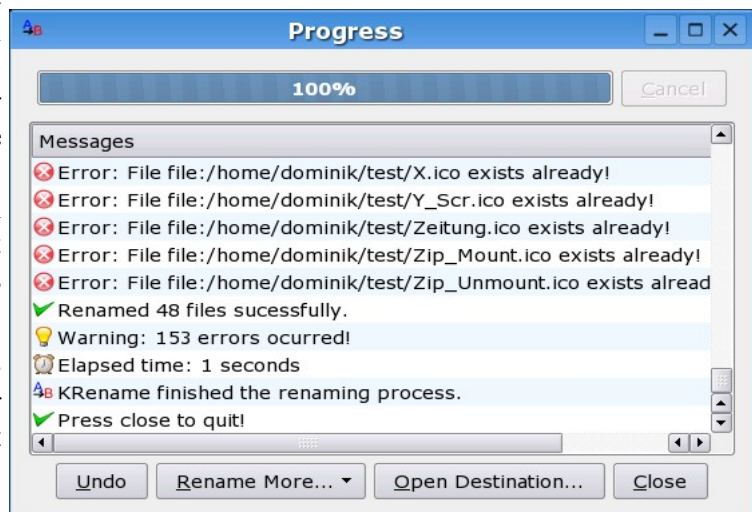 Progress
100%
Cancel
Messages
Error: File file:/home/dominik/test/X.ico exists already!
Error: File file:/home/dominik/test/Y_Scr.ico exists already!
Error: File file:/home/dominik/test/Zeitung.ico exists already!
Error: File file:/home/dominik/test/Zip_Mount.ico exists already!
Error: File file:/home/dominik/test/Zip_Unmount.ico exists alread
Renamed 48 files sucessfully.
Warning: 153 errors ocurred!
Elapsed time: 1 seconds
KRename finished the renaming process.
Press close to quit!
Undo Rename More... Open Destination... Close